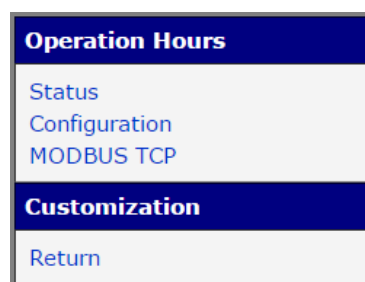 Operation Hours
Status
Configuration
MODBUS TCP
Customization
Return